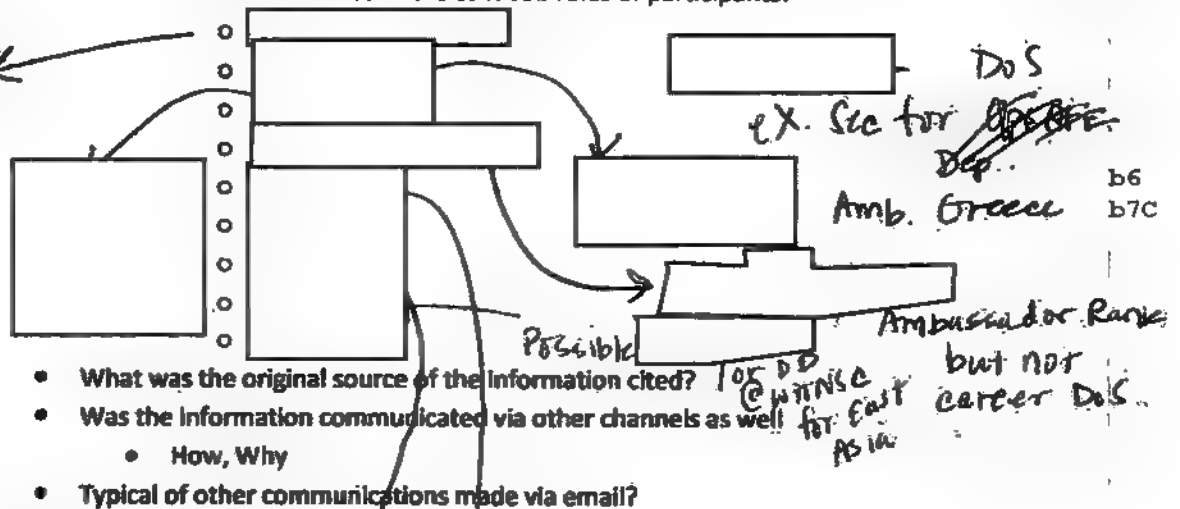 DoS
ex. Sec for
Dep..
b6
Amb. Greece
b7C
Ambassador Rank
but not
career DoS.
Possible
or DD
@ WHNSC
for East
Asia
• What was the original source of the information cited?
• Was the information communicated via other channels as well
• How, Why
• Typical of other communications made via email?